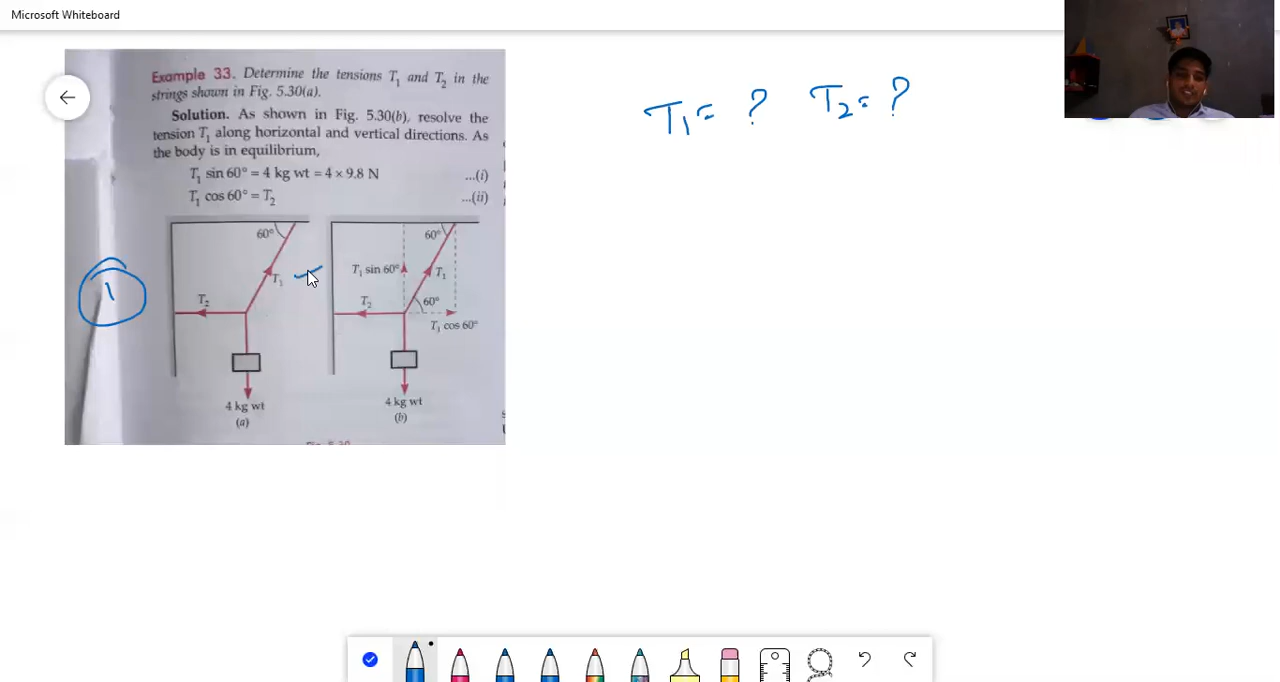 Microsoft Whiteboard
Example 33. Determine the tensions T₁ and T₂ in the
strings shown in Fig. 5.30(a).
Solution. As shown in Fig. 5.30(b), resolve the
tension T₁ along horizontal and vertical directions. As
the body is in equilibrium,
T₁ sin 60° = 4 kg wt = 4 × 9.8 N ...(i)
T₁ cos 60° = T₂ ...(ii)
60°
T₁
T₂
4 kg wt
(a)
60°
T₁ sin 60°
T₁
T₂
60°
T₁ cos 60°
4 kg wt
(b)
1
T₁ = ? T₂ = ?